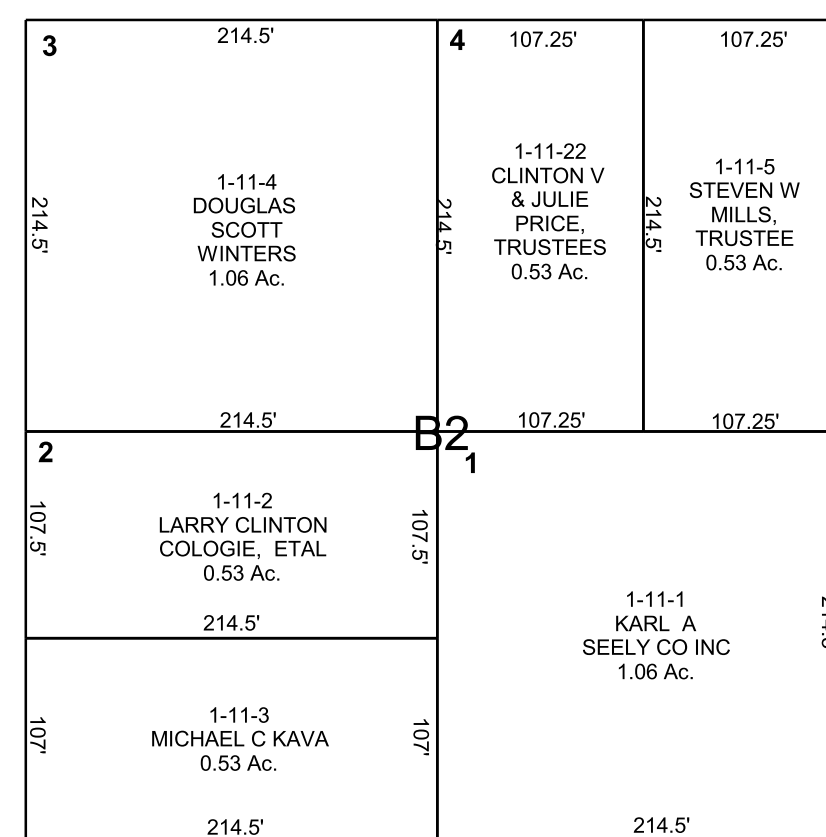 3
214.5'
4
107.25'
107.25'
214.5'
1-11-4
DOUGLAS
SCOTT
WINTERS
1.06 Ac.
214.5'
1-11-22
CLINTON V
& JULIE
PRICE,
TRUSTEES
0.53 Ac.
214.5'
1-11-5
STEVEN W
MILLS,
TRUSTEE
0.53 Ac.
214.5'
107.25'
107.25'
B2
2
1
107.5'
1-11-2
LARRY CLINTON
COLOGIE, ETAL
0.53 Ac.
107.5'
214.5'
1-11-1
KARL A
SEELY CO INC
1.06 Ac.
107'
1-11-3
MICHAEL C KAVA
0.53 Ac.
107'
214.5'
214.5'